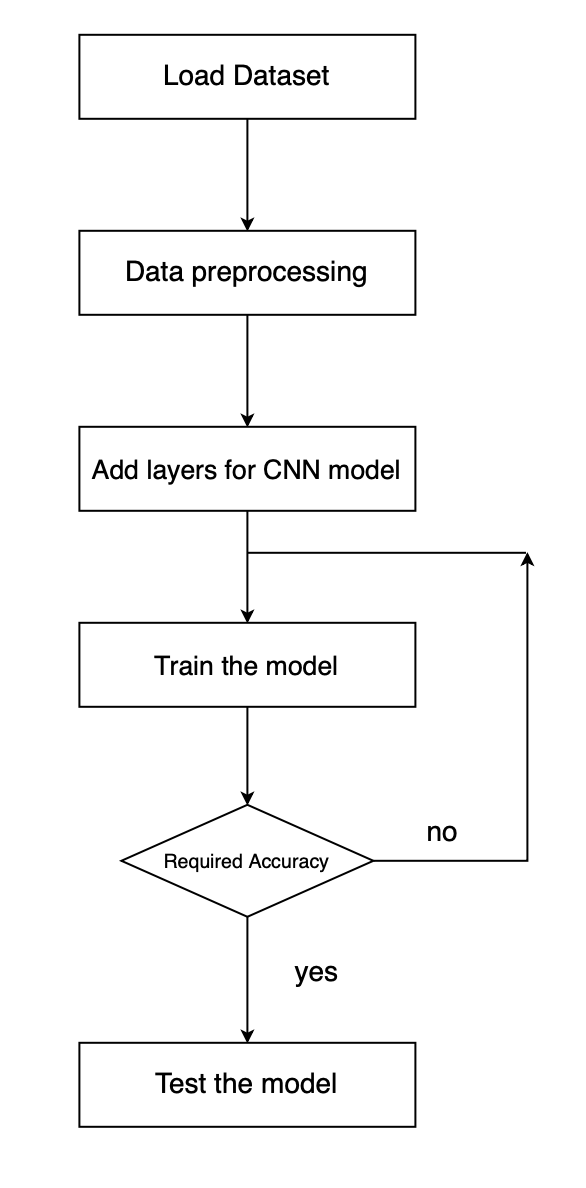 Load Dataset
Data preprocessing
Add layers for CNN model
Train the model
Required Accuracy
no
yes
Test the model